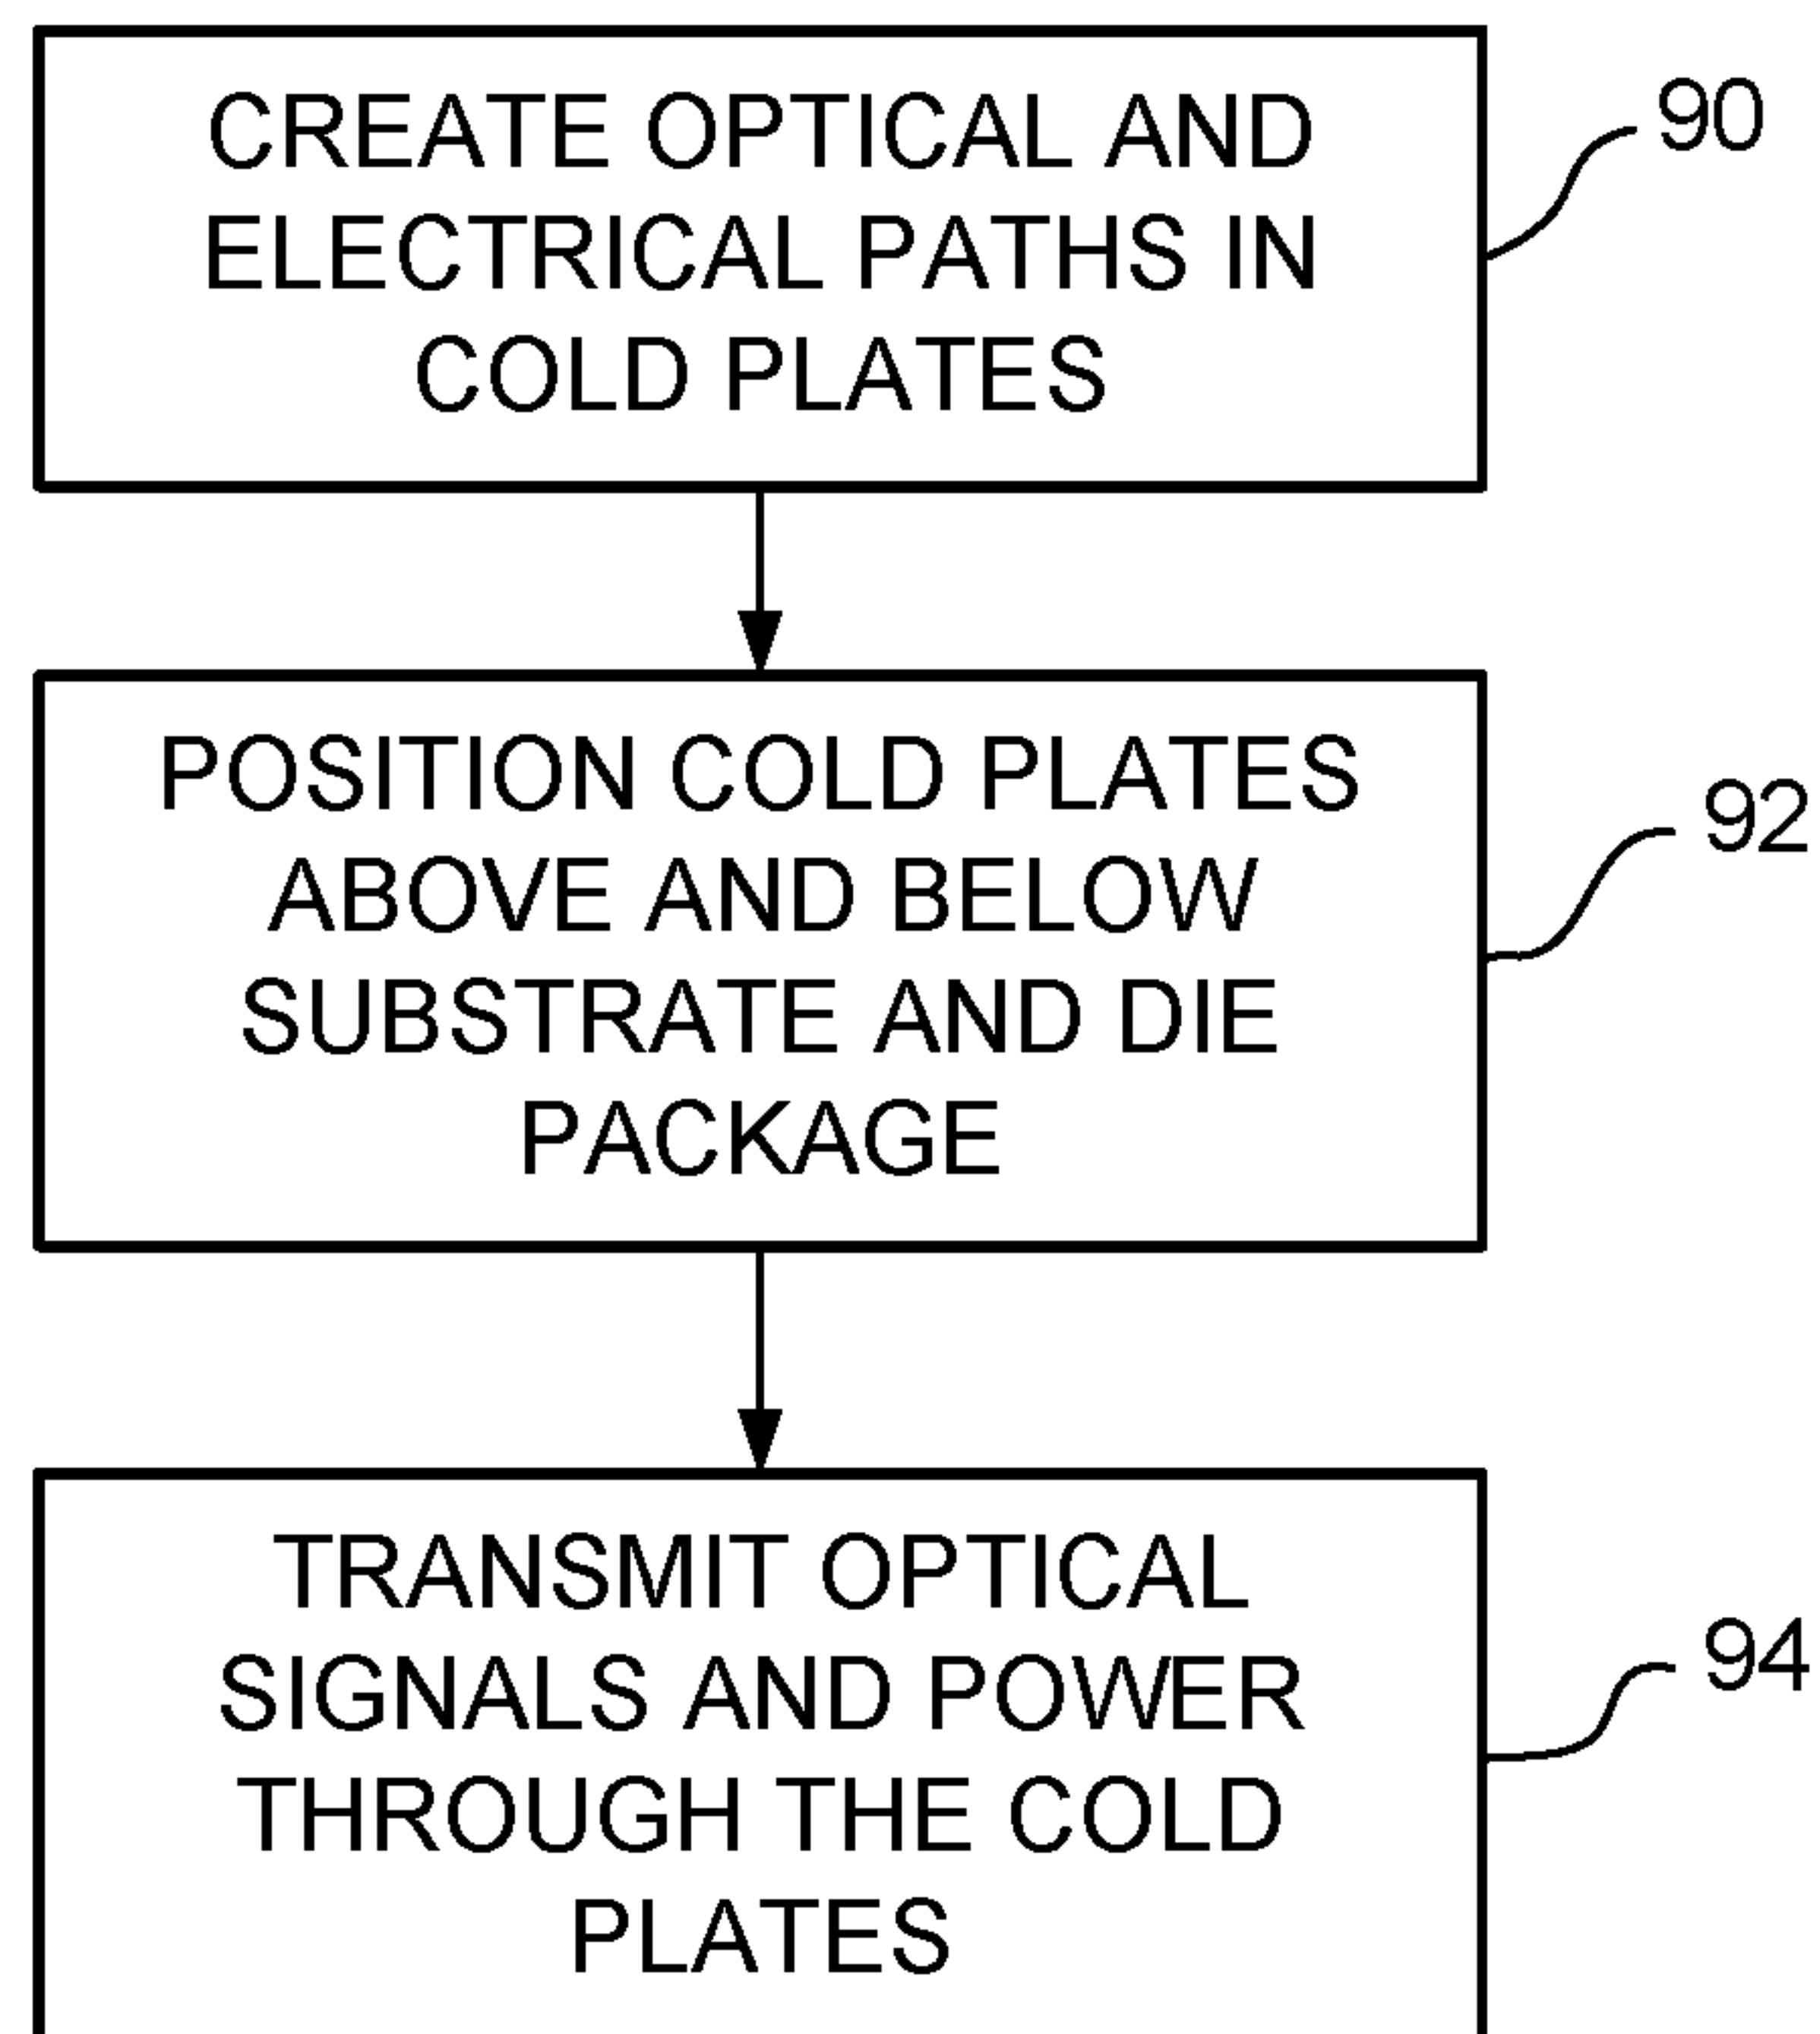 CREATE OPTICAL AND
ELECTRICAL PATHS IN
COLD PLATES
90
POSITION COLD PLATES
ABOVE AND BELOW
SUBSTRATE AND DIE
PACKAGE
92
TRANSMIT OPTICAL
SIGNALS AND POWER
THROUGH THE COLD
PLATES
94